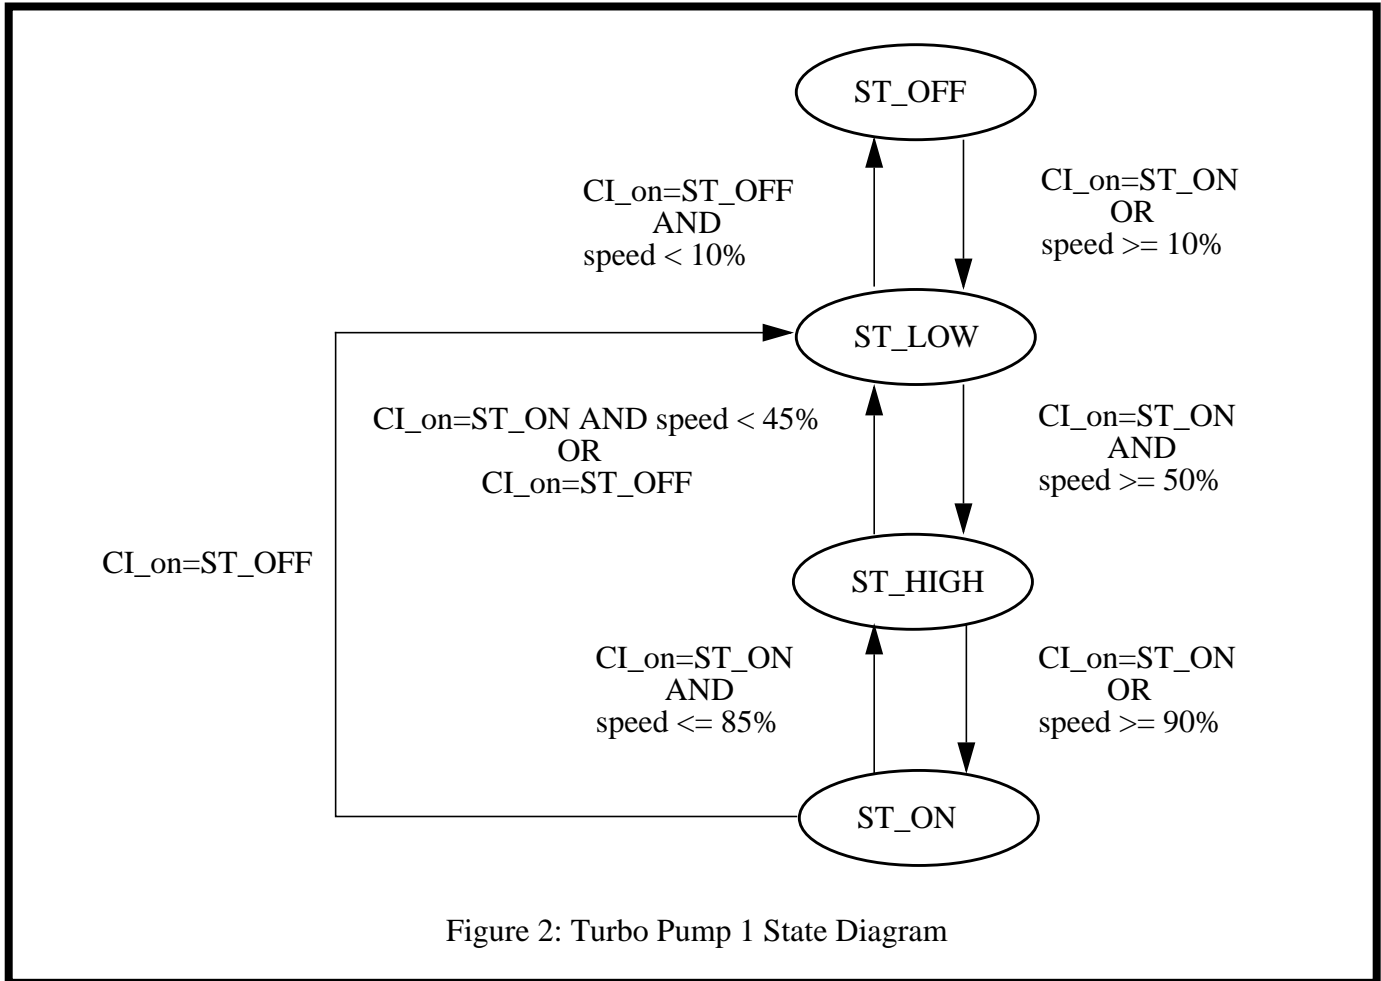 ST_OFF
CI_on=ST_OFF
AND
speed < 10%
CI_on=ST_ON
OR
speed >= 10%
ST_LOW
CI_on=ST_ON AND speed < 45%
OR
CI_on=ST_OFF
CI_on=ST_ON
AND
speed >= 50%
CI_on=ST_OFF
ST_HIGH
CI_on=ST_ON
AND
speed <= 85%
CI_on=ST_ON
OR
speed >= 90%
ST_ON
Figure 2: Turbo Pump 1 State Diagram